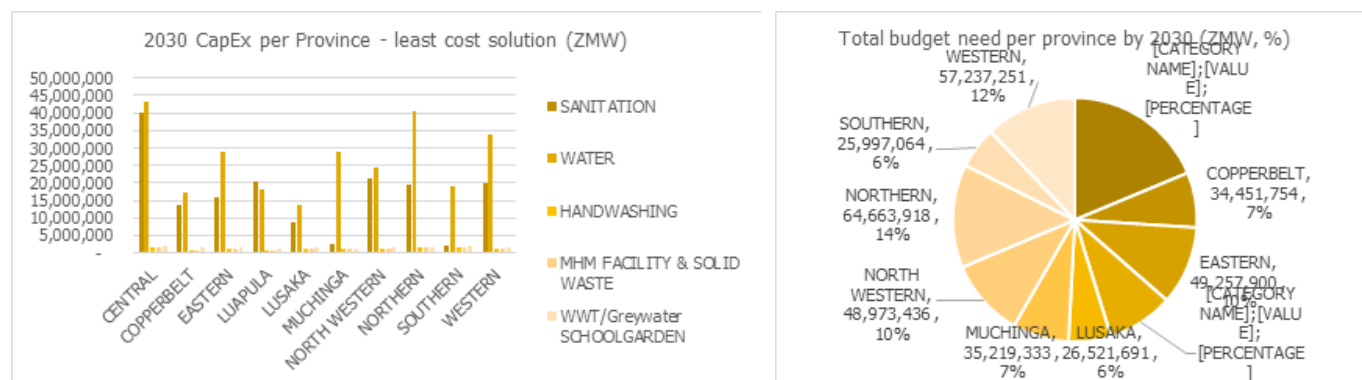 2030 CapEx per Province - least cost solution (ZMW)
50,000,000
45,000,000
40,000,000
35,000,000
30,000,000
25,000,000
20,000,000
15,000,000
10,000,000
5,000,000
-
CENTRAL
COPPERBELT
EASTERN
LUAPULA
LUSAKA
MUCHINGA
NORTH WESTERN
NORTHERN
SOUTHERN
WESTERN
SANITATION
WATER
HANDWASHING
MHM FACILITY & SOLID
WASTE
WWT/Greywater
SCHOOLGARDEN
Total budget need per province by 2030 (ZMW, %)
[CATEGORY
NAME];[VALU
E];
[PERCENTAGE
]
COPPERBELT,
34,451,754,
7%
EASTERN,
49,257,900,
10%
[CATEGORY
NAME];[VALU
E];
[PERCENTAGE
]
LUSAKA,
26,521,691,
6%
MUCHINGA,
35,219,333,
7%
NORTH
WESTERN,
48,973,436,
10%
NORTHERN,
64,663,918,
14%
SOUTHERN,
25,997,064,
6%
WESTERN,
57,237,251,
12%